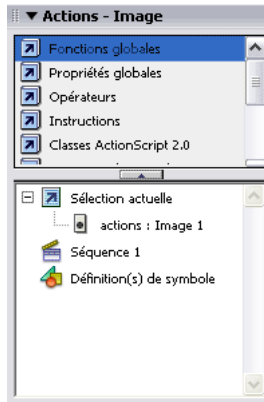 Actions - Image
Fonctions globales
Propriétés globales
Opérateurs
Instructions
Classes ActionScript 2.0
Sélection actuelle
actions : Image 1
Séquence 1
Définition(s) de symbole